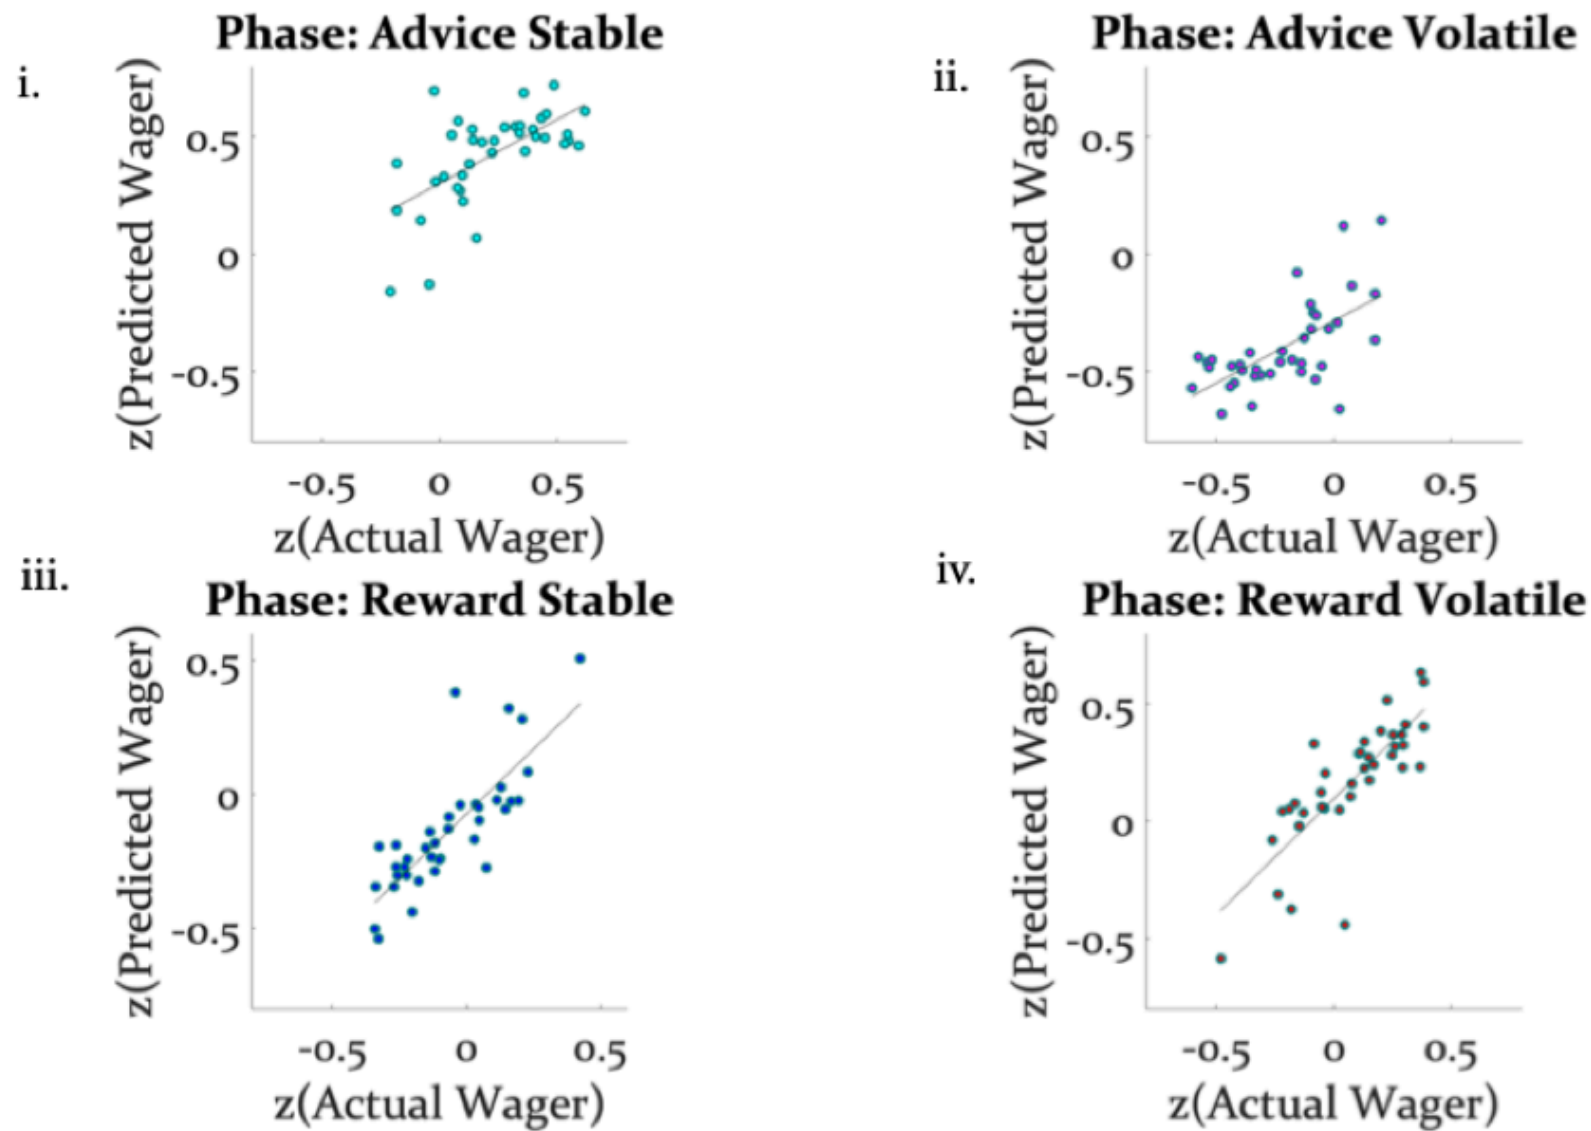 i.
Phase: Advice Stable
z(Predicted Wager)
0.5
0
-0.5
-0.5 0 0.5
z(Actual Wager)
ii.
Phase: Advice Volatile
z(Predicted Wager)
0.5
0
-0.5
-0.5 0 0.5
z(Actual Wager)
iii.
Phase: Reward Stable
z(Predicted Wager)
0.5
0
-0.5
-0.5 0 0.5
z(Actual Wager)
iv.
Phase: Reward Volatile
z(Predicted Wager)
0.5
0
-0.5
-0.5 0 0.5
z(Actual Wager)